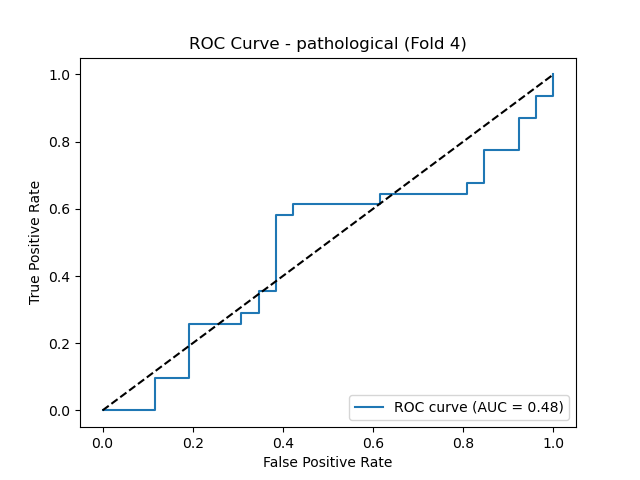 ROC Curve - pathological (Fold 4)
True Positive Rate
1.0
0.8
0.6
0.4
0.2
0.0
0.0 0.2 0.4 0.6 0.8 1.0
False Positive Rate
ROC curve (AUC = 0.48)